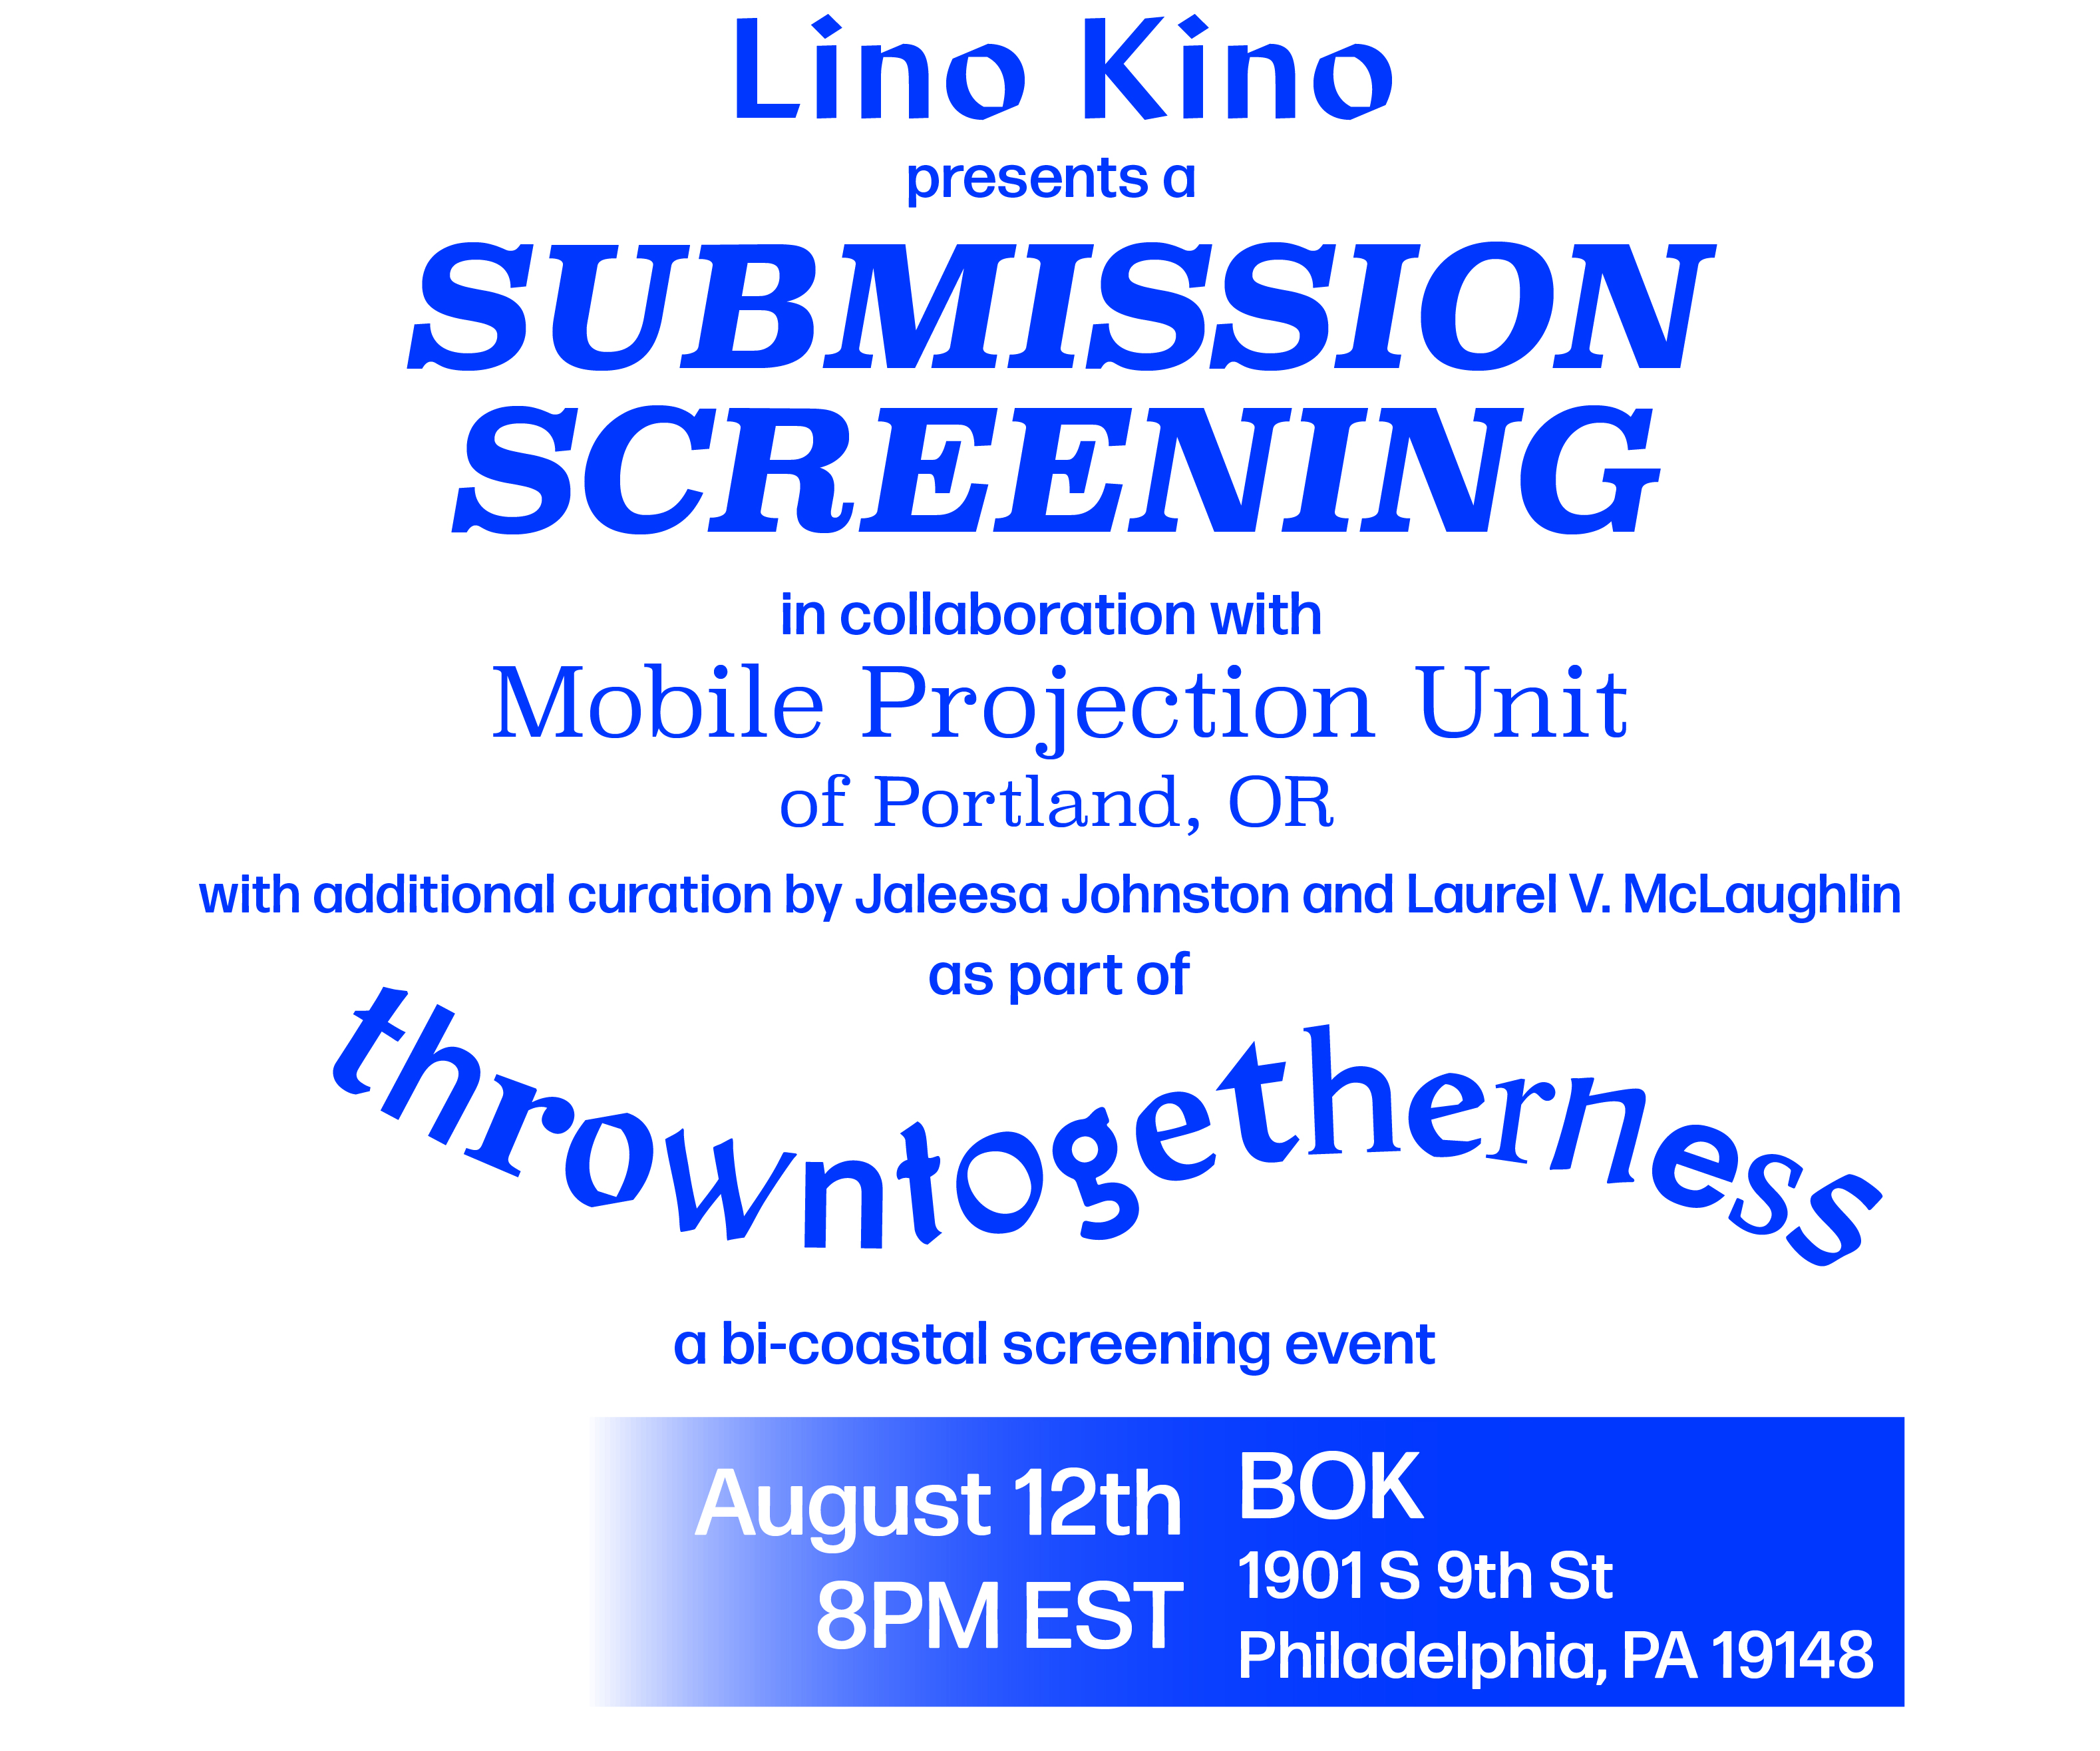 Lino Kino
presents a
SUBMISSION
SCREENING
in collaboration with
Mobile Projection Unit
of Portland, OR
with additional curation by Jaleesa Johnston and Laurel V. McLaughlin
as part of
throwntogetherness
a bi-coastal screening event
August 12th
8PM EST
BOK
1901 S 9th St
Philadelphia, PA 19148